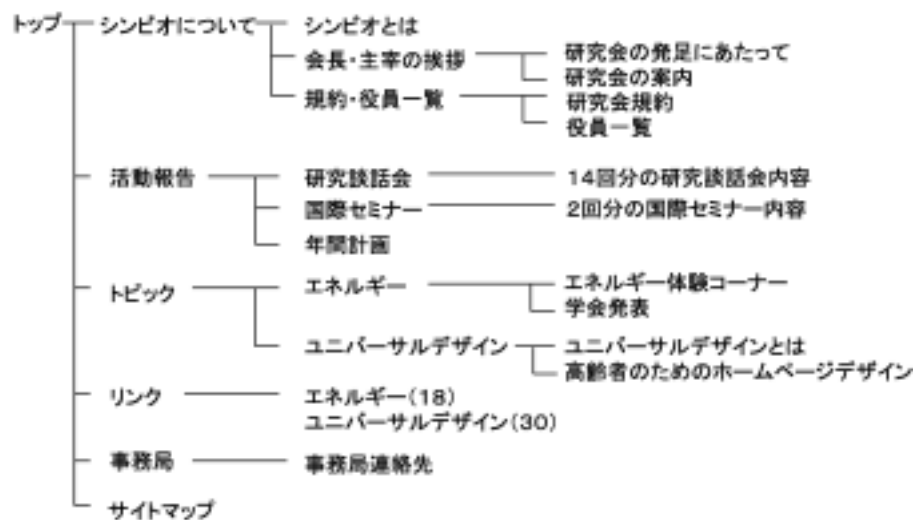 トップ シンビオについて シンビオとは
会長・主宰の挨拶 研究会の発足にあたって
研究会の案内
規約・役員一覧 研究会規約
役員一覧
活動報告 研究談話会 14回分の研究談話会内容
国際セミナー 2回分の国際セミナー内容
年間計画
トピック エネルギー エネルギー体験コーナー
学会発表
ユニバーサルデザイン ユニバーサルデザインとは
高齢者のためのホームページデザイン
リンク エネルギー(18)
ユニバーサルデザイン(30)
事務局 事務局連絡先
サイトマップ